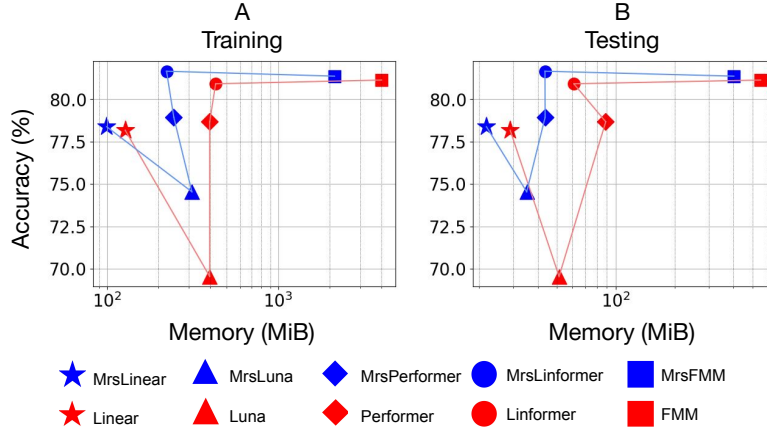 A
Training
B
Testing
Accuracy (%)
80.0
77.5
75.0
72.5
70.0
10²
10³
Memory (MiB)
80.0
77.5
75.0
72.5
70.0
10²
Memory (MiB)
MrsLinear
MrsLuna
MrsPerformer
MrsLinformer
MrsFMM
Linear
Luna
Performer
Linformer
FMM